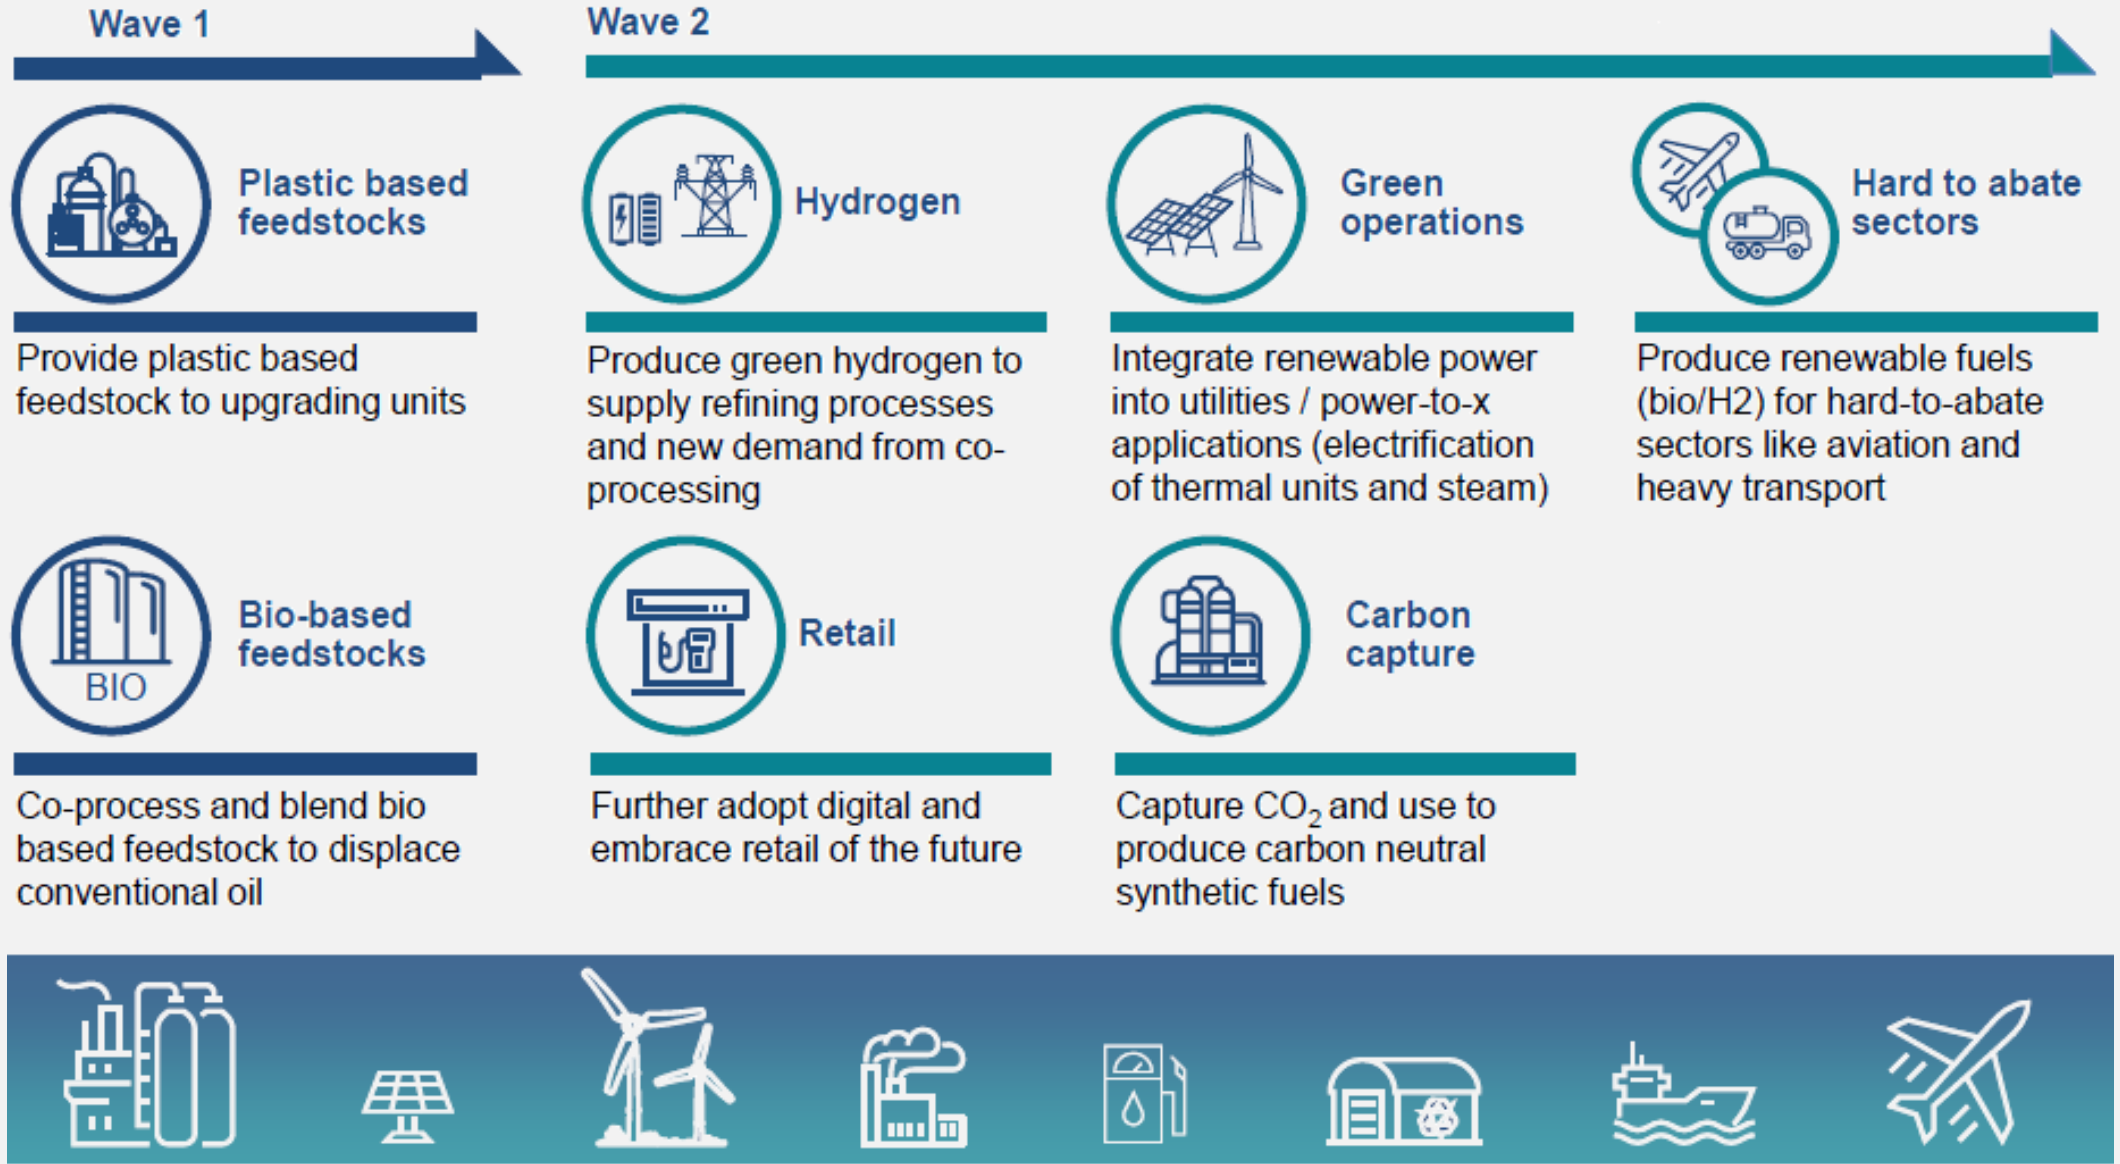 Wave 1
Wave 2
Plastic based
feedstocks
Provide plastic based
feedstock to upgrading units
Hydrogen
Produce green hydrogen to
supply refining processes
and new demand from co-
processing
Green
operations
Integrate renewable power
into utilities / power-to-x
applications (electrification
of thermal units and steam)
Hard to abate
sectors
Produce renewable fuels
(bio/H2) for hard-to-abate
sectors like aviation and
heavy transport
BIO
Bio-based
feedstocks
Co-process and blend bio
based feedstock to displace
conventional oil
Retail
Further adopt digital and
embrace retail of the future
Carbon
capture
Capture CO₂ and use to
produce carbon neutral
synthetic fuels